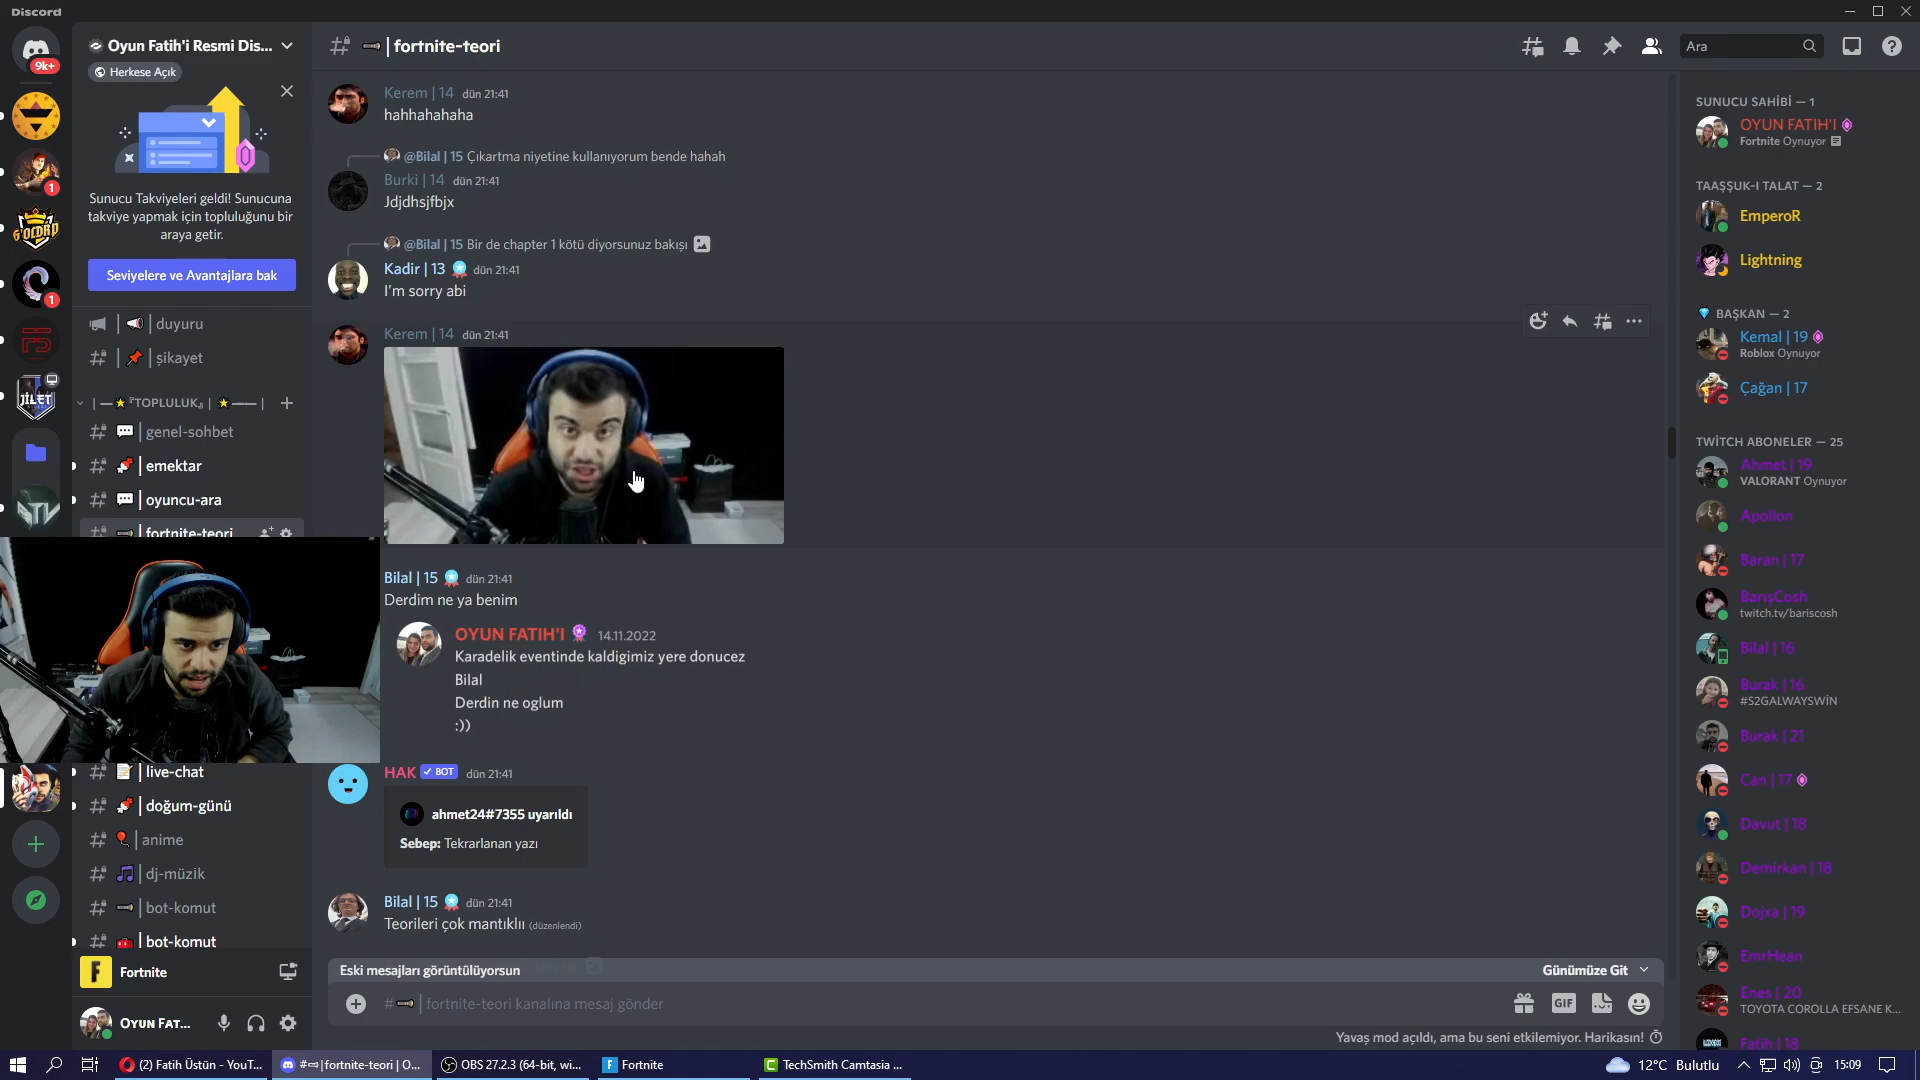 Discord
9k+
1
G'OLDRD
1
JİLET
Oyun Fatih'i Resmi Dis...
Herkese Açık
Sunucu Takviyeleri geldi! Sunucuna
takviye yapmak için topluluğunu bir
araya getir.
Seviyelere ve Avantajlara bak
| duyuru
| şikayet
| — 『TOPLULUK』 | —— |
| genel-sohbet
| emektar
| oyuncu-ara
| fortnite-teori
| live-chat
| doğum-günü
| anime
| dj-müzik
| bot-komut
| bot-komut
Fortnite
OYUN FAT...
| fortnite-teori
Ara
Kerem | 14 dün 21:41
hahhahahaha
@Bilal | 15 Çıkartma niyetine kullanıyorum bende hahah
Burki | 14 dün 21:41
Jdjdhsjfbjx
@Bilal | 15 Bir de chapter 1 kötü diyorsunuz bakışı
Kadir | 13 dün 21:41
I'm sorry abi
Kerem | 14 dün 21:41
Bilal | 15 dün 21:41
Derdim ne ya benim
OYUN FATIH'I 14.11.2022
Karadelik eventinde kaldigimiz yere donucez
Bilal
Derdin ne oglum
:))
HAK BOT dün 21:41
ahmet24#7355 uyarıldı
Sebep: Tekrarlanan yazı
Bilal | 15 dün 21:41
Teorileri çok mantıklıı (düzenlendi)
Eski mesajları görüntülüyorsun
Günümüze Git
# | fortnite-teori kanalına mesaj gönder
GIF
Yavaş mod açıldı, ama bu seni etkilemiyor. Harikasın!
SUNUCU SAHİBİ — 1
OYUN FATIH'I
Fortnite Oynuyor
TAAŞŞUK-I TALAT — 2
EmperoR
Lightning
BAŞKAN — 2
Kemal | 19
Roblox Oynuyor
Çağan | 17
TWİTCH ABONELER — 25
Ahmet | 19
VALORANT Oynuyor
Apollon
Baran | 17
BarısCosh
twitch.tv/bariscosh
Bilal | 16
Burak | 16
#S2GALWAYSWİN
Burak | 21
Can | 17
Davut | 18
Demirkan | 18
Dojxa | 19
EmrHean
Enes | 20
TOYOTA COROLLA EFSANE K...
Fatih | 18
(2) Fatih Üstün - YouT...
| fortnite-teori | O...
OBS 27.2.3 (64-bit, wi...
Fortnite
TechSmith Camtasia ...
12°C Bulutlu
15:09